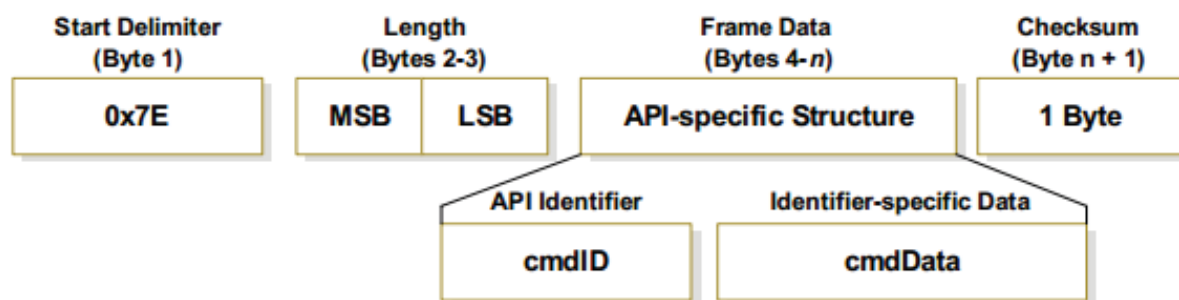 Start Delimiter Length Frame Data Checksum
(Byte 1) (Bytes 2-3) (Bytes 4-n) (Byte n + 1)
0x7E MSB LSB API-specific Structure 1 Byte
API Identifier Identifier-specific Data
cmdID cmdData